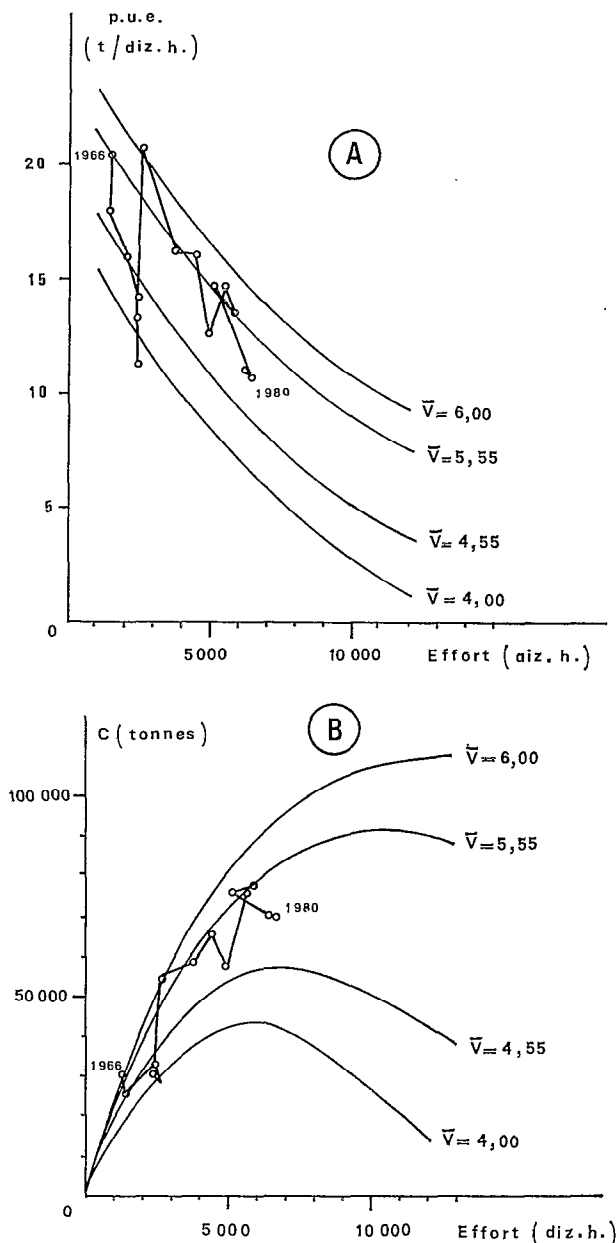 p.u.e.
(t/diz.h.)
A
20
1966
15
10
1980
V̄=6,00
V̄=5,55
5
V̄=4,55
V̄=4,00
0
5000
10 000
Effort (aiz.h.)
B
C (tonnes)
V̄=6,00
100 000
V̄=5,55
1980
50 000
1966
V̄=4,55
V̄=4,00
0
5 000
10 000
Effort (diz.h.)